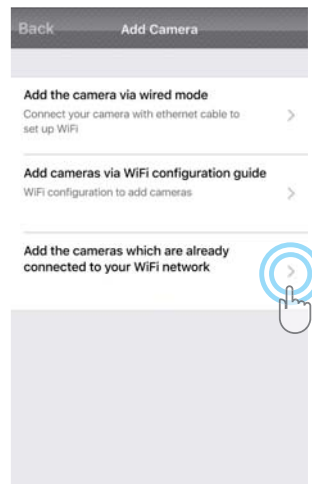 Back Add Camera
Add the camera via wired mode
Connect your camera with ethernet cable to
set up WiFi
Add cameras via WiFi configuration guide
WiFi configuration to add cameras
Add the cameras which are already
connected to your WiFi network